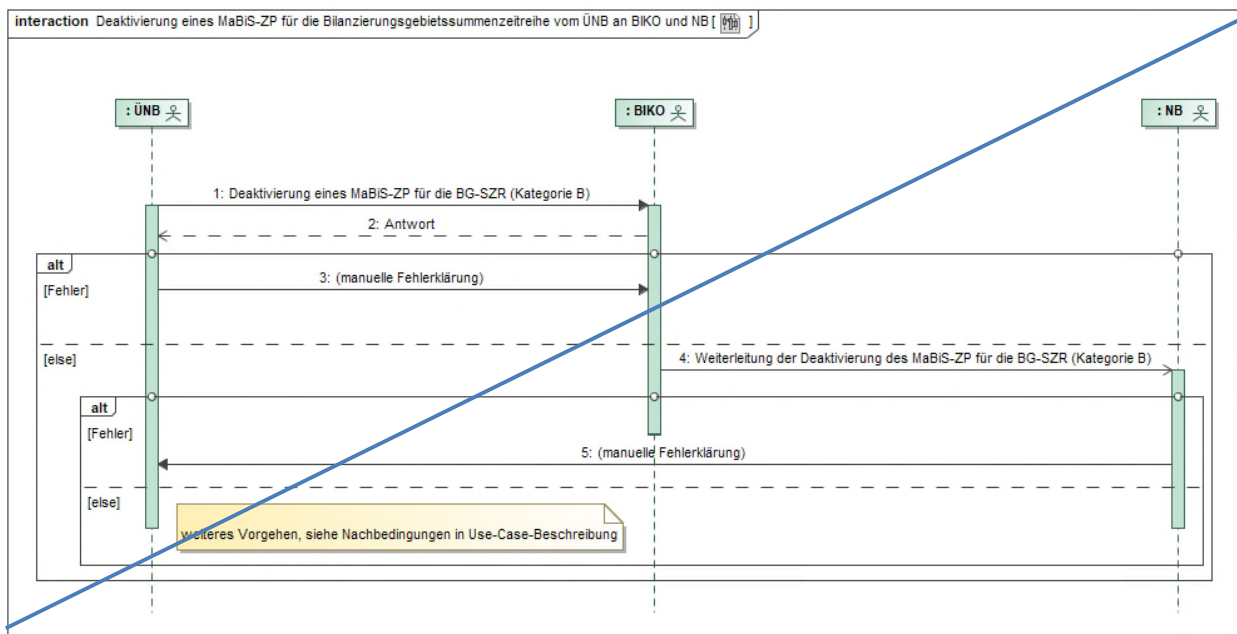 interaction Deaktivierung eines MaBiS-ZP für die Bilanzierungsgebietssummenzeitreihe vom ÜNB an BIKO und NB [ ]
: ÜNB
: BIKO
: NB
1: Deaktivierung eines MaBiS-ZP für die BG-SZR (Kategorie B)
2: Antwort
alt
[Fehler]
3: (manuelle Fehlerklärung)
[else]
4: Weiterleitung der Deaktivierung des MaBiS-ZP für die BG-SZR (Kategorie B)
alt
[Fehler]
5: (manuelle Fehlerklärung)
[else]
weiteres Vorgehen, siehe Nachbedingungen in Use-Case-Beschreibung